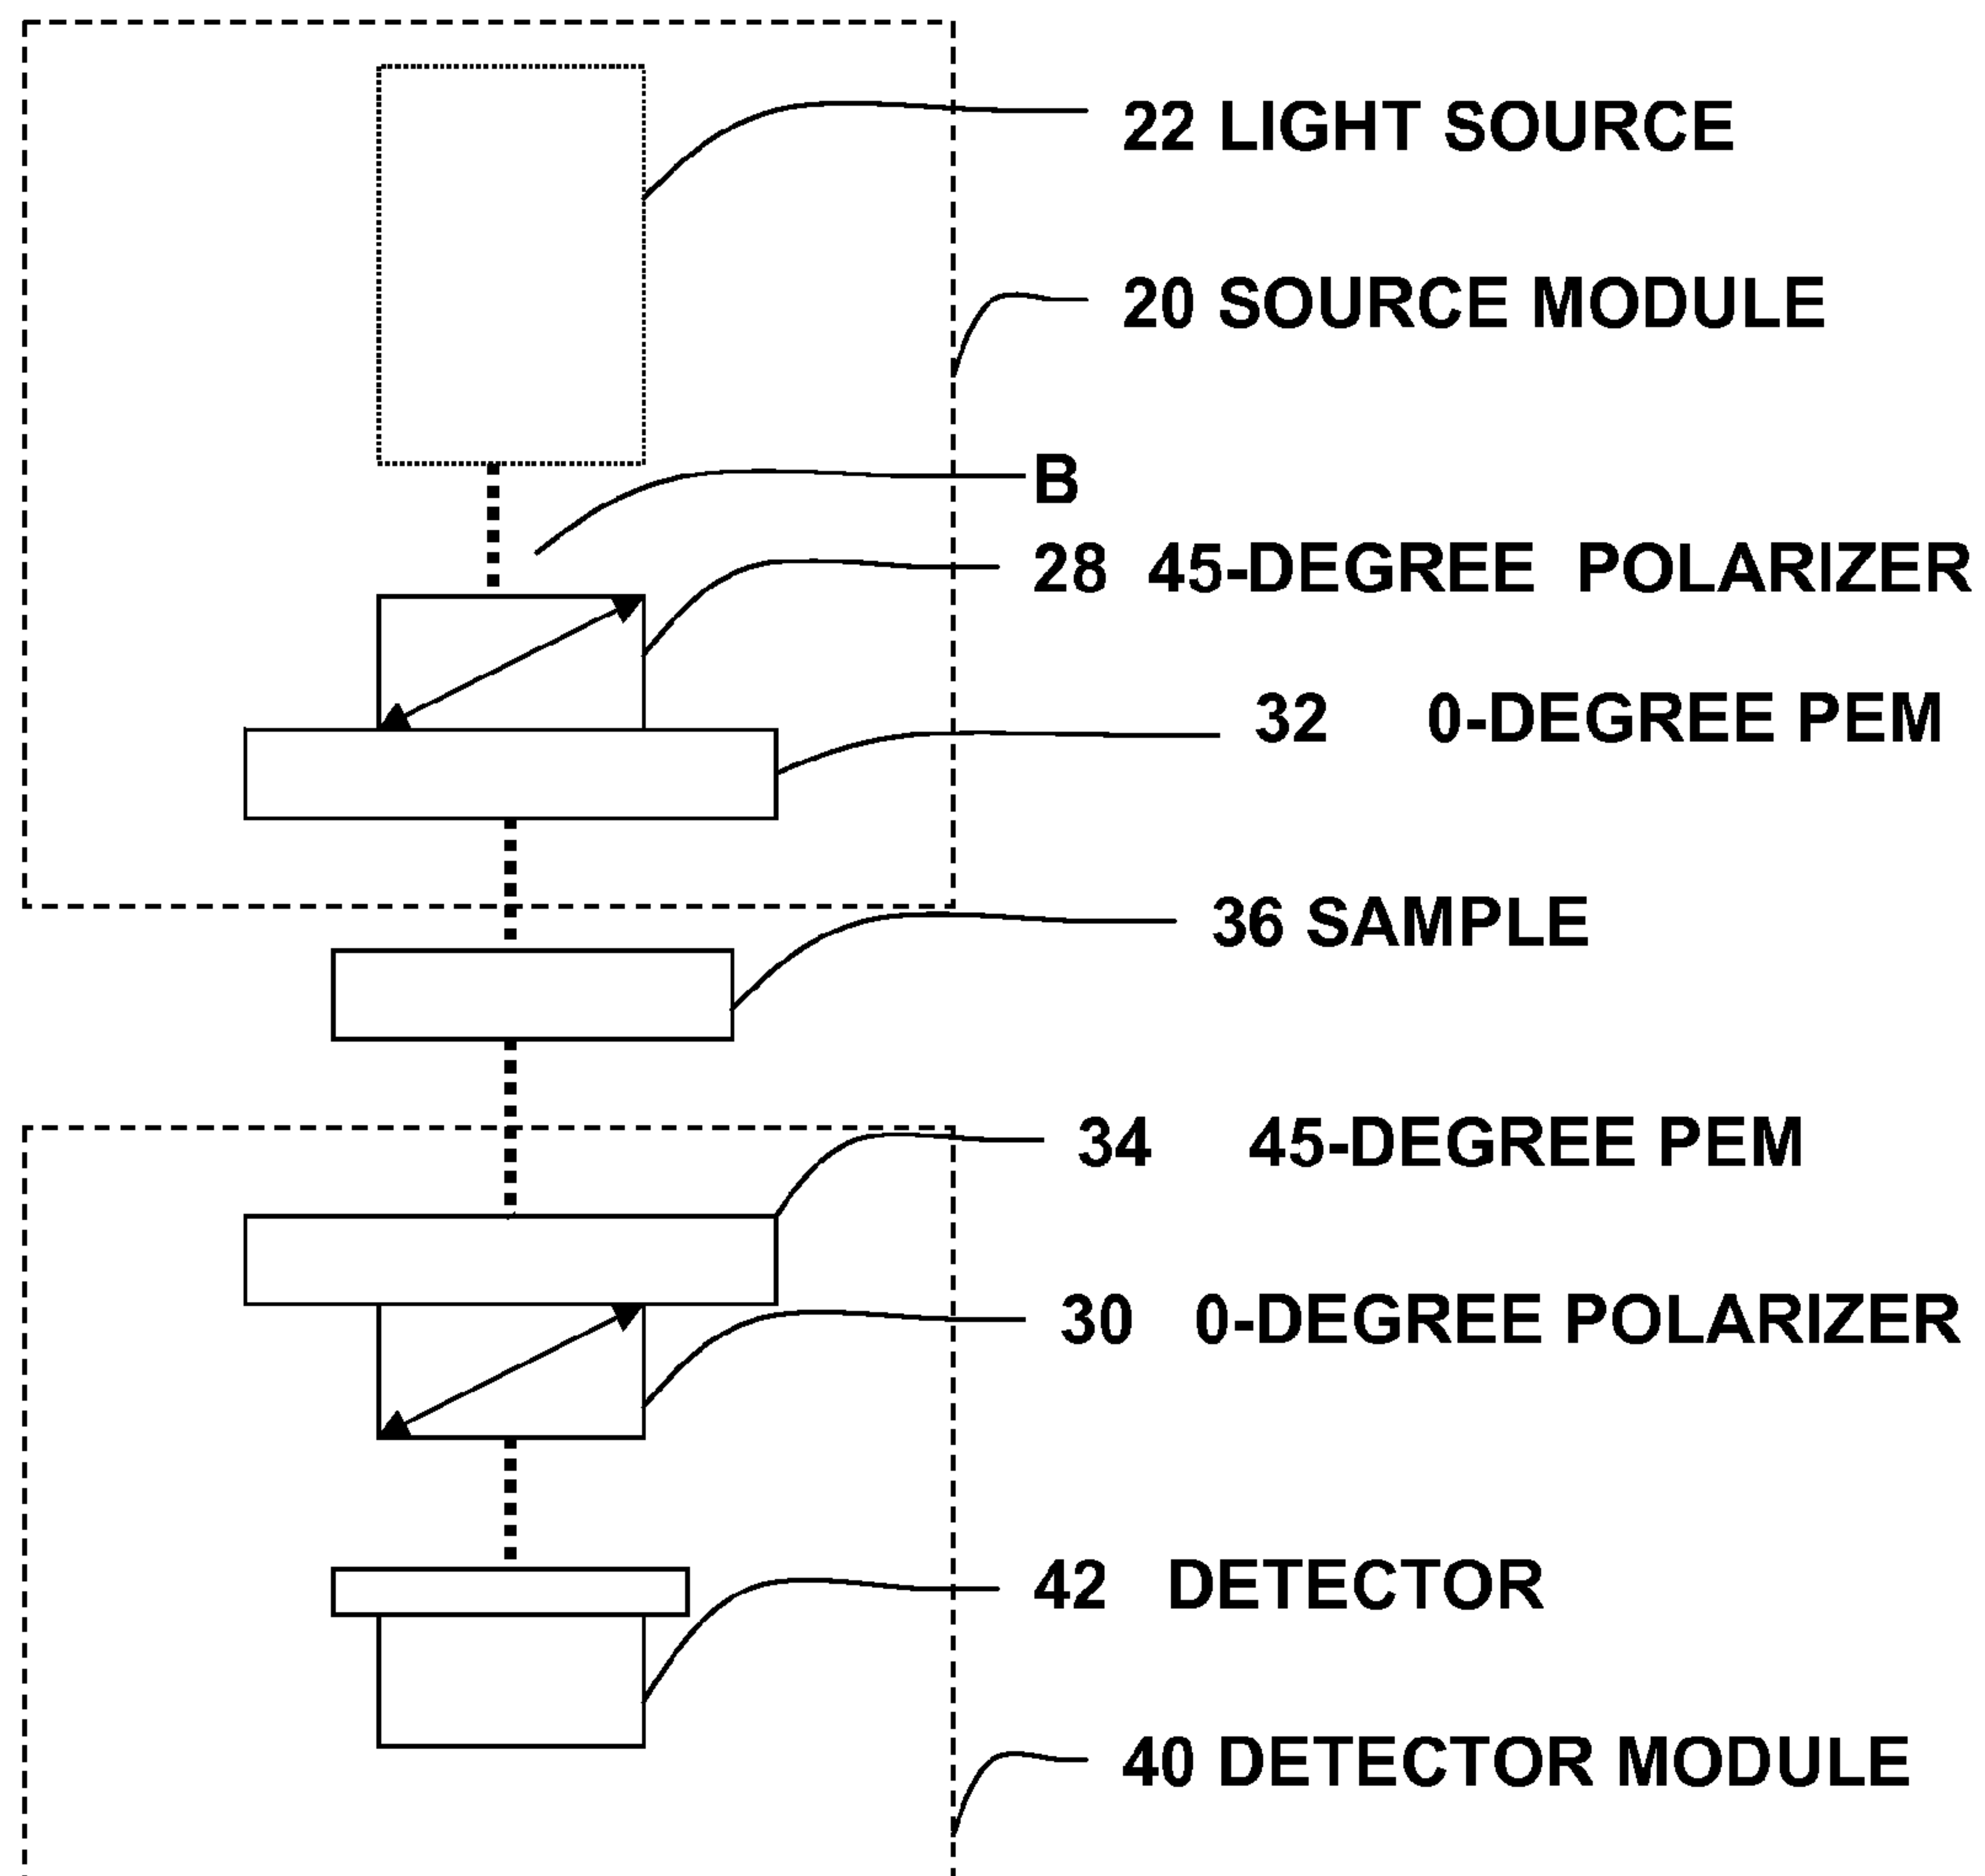 22 LIGHT SOURCE
20 SOURCE MODULE
B
28 45-DEGREE POLARIZER
32 0-DEGREE PEM
36 SAMPLE
34 45-DEGREE PEM
30 0-DEGREE POLARIZER
42 DETECTOR
40 DETECTOR MODULE